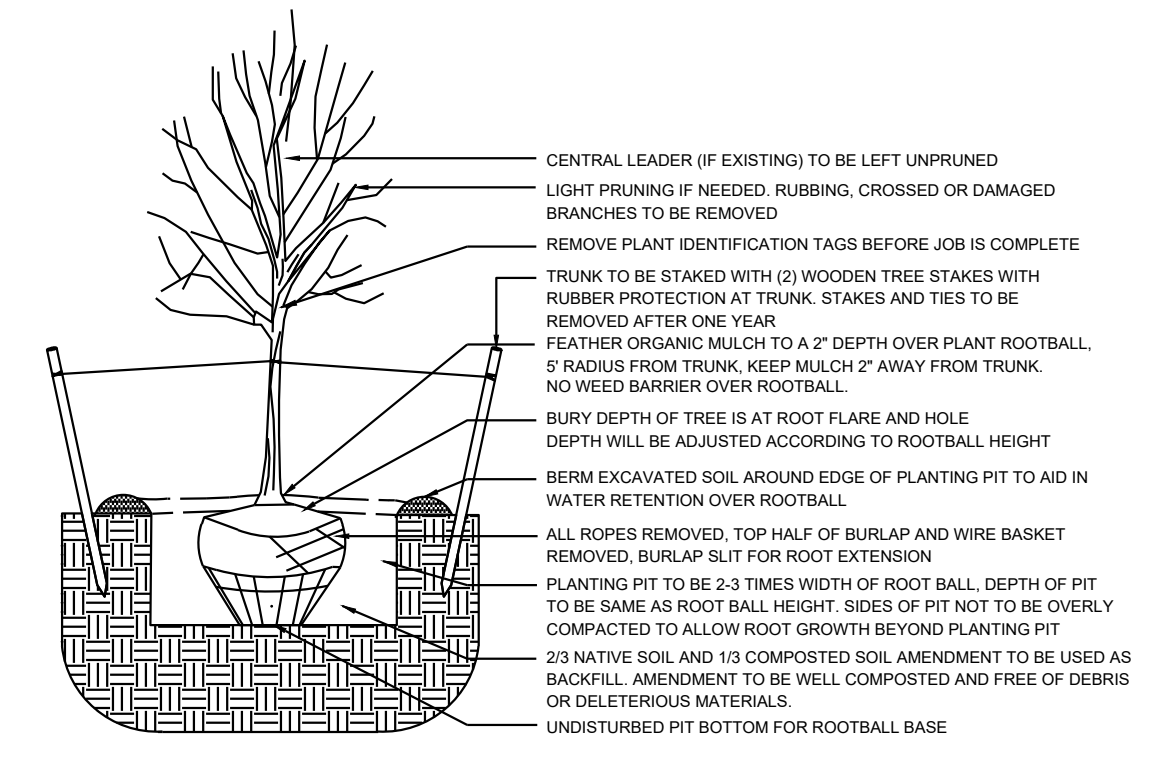 CENTRAL LEADER (IF EXISTING) TO BE LEFT UNPRUNED
LIGHT PRUNING IF NEEDED. RUBBING, CROSSED OR DAMAGED
BRANCHES TO BE REMOVED
REMOVE PLANT IDENTIFICATION TAGS BEFORE JOB IS COMPLETE
TRUNK TO BE STAKED WITH (2) WOODEN TREE STAKES WITH
RUBBER PROTECTION AT TRUNK. STAKES AND TIES TO BE
REMOVED AFTER ONE YEAR
FEATHER ORGANIC MULCH TO A 2" DEPTH OVER PLANT ROOTBALL,
5' RADIUS FROM TRUNK, KEEP MULCH 2" AWAY FROM TRUNK.
NO WEED BARRIER OVER ROOTBALL.
BURY DEPTH OF TREE IS AT ROOT FLARE AND HOLE
DEPTH WILL BE ADJUSTED ACCORDING TO ROOTBALL HEIGHT
BERM EXCAVATED SOIL AROUND EDGE OF PLANTING PIT TO AID IN
WATER RETENTION OVER ROOTBALL
ALL ROPES REMOVED, TOP HALF OF BURLAP AND WIRE BASKET
REMOVED, BURLAP SLIT FOR ROOT EXTENSION
PLANTING PIT TO BE 2-3 TIMES WIDTH OF ROOT BALL, DEPTH OF PIT
TO BE SAME AS ROOT BALL HEIGHT. SIDES OF PIT NOT TO BE OVERLY
COMPACTED TO ALLOW ROOT GROWTH BEYOND PLANTING PIT
2/3 NATIVE SOIL AND 1/3 COMPOSTED SOIL AMENDMENT TO BE USED AS
BACKFILL. AMENDMENT TO BE WELL COMPOSTED AND FREE OF DEBRIS
OR DELETERIOUS MATERIALS.
UNDISTURBED PIT BOTTOM FOR ROOTBALL BASE